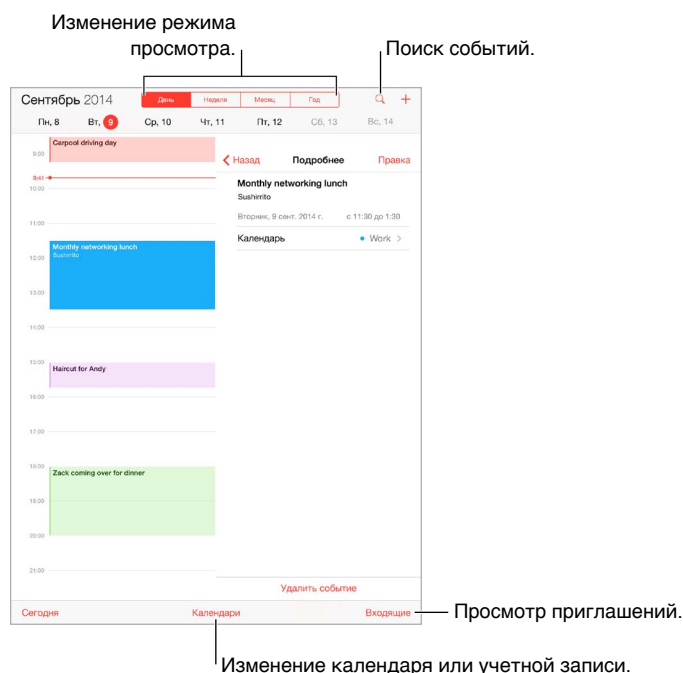 Изменение режима
просмотра.
Поиск событий.
Сентябрь 2014
День Неделя Месяц Год
Пн, 8 Вт, 9 Ср, 10 Чт, 11 Пт, 12 Сб, 13 Вс, 14
9:00
Carpool driving day
9:41
10:00
11:00
12:00
Monthly networking lunch
Sushirrito
13:00
14:00
15:00
Haircut for Andy
16:00
17:00
18:00
Zack coming over for dinner
19:00
20:00
21:00
Назад Подробнее Правка
Monthly networking lunch
Sushirrito
Вторник, 9 сент. 2014 г. с 11:30 до 1:30
Календарь Work
Удалить событие
Сегодня Календари Входящие
Просмотр приглашений.
Изменение календаря или учетной записи.